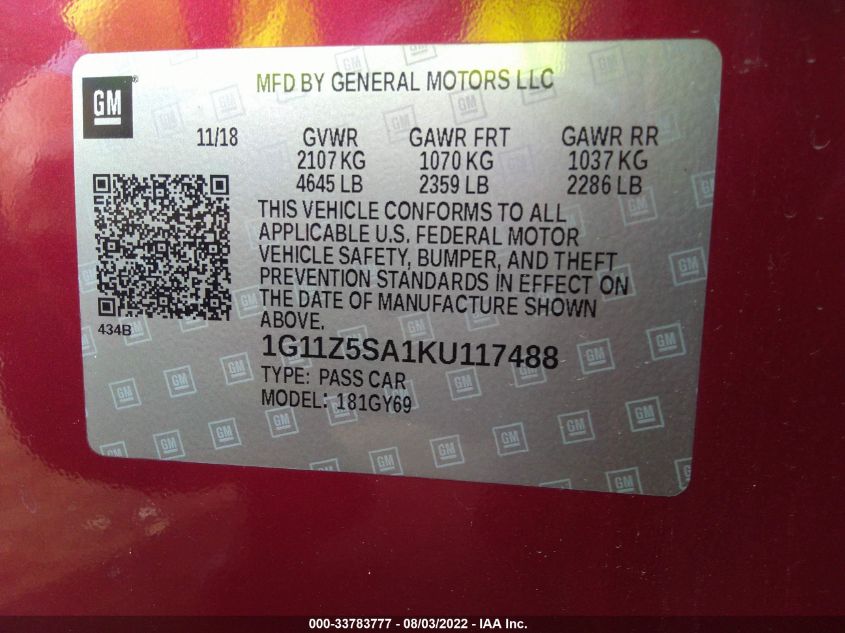 GM
MFD BY GENERAL MOTORS LLC
11/18 GVWR GAWR FRT GAWR RR
2107 KG 1070 KG 1037 KG
4645 LB 2359 LB 2286 LB
THIS VEHICLE CONFORMS TO ALL
APPLICABLE U.S. FEDERAL MOTOR
VEHICLE SAFETY, BUMPER, AND THEFT
PREVENTION STANDARDS IN EFFECT ON
THE DATE OF MANUFACTURE SHOWN
ABOVE.
434B
1G11Z5SA1KU117488
TYPE: PASS CAR
MODEL: 181GY69
000-33783777 - 08/03/2022 - IAA Inc.